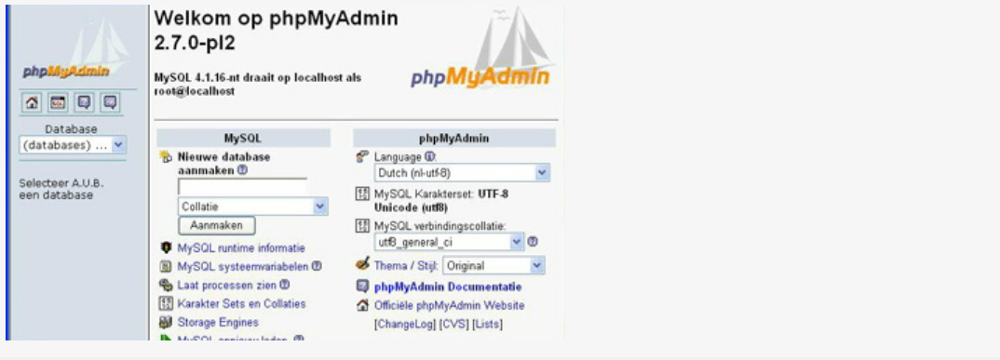 phpMyAdmin
Database
(databases) ...
Selecteer A.U.B.
een database
Welkom op phpMyAdmin
2.7.0-pl2
MySQL 4.1.16-nt draait op localhost als
root@localhost
phpMyAdmin
MySQL
Nieuwe database
aanmaken
Collatie
Aanmaken
MySQL runtime informatie
MySQL systeemvariabelen
Laat processen zien
Karakter Sets en Collaties
Storage Engines
MySQL opnieuw laden
phpMyAdmin
Language
Dutch (nl-utf-8)
MySQL Karakterset: UTF-8
Unicode (utf8)
MySQL verbindingscollatie:
utf8_general_ci
Thema / Stijl: Original
phpMyAdmin Documentatie
Officiële phpMyAdmin Website
[ChangeLog] [CVS] [Lists]